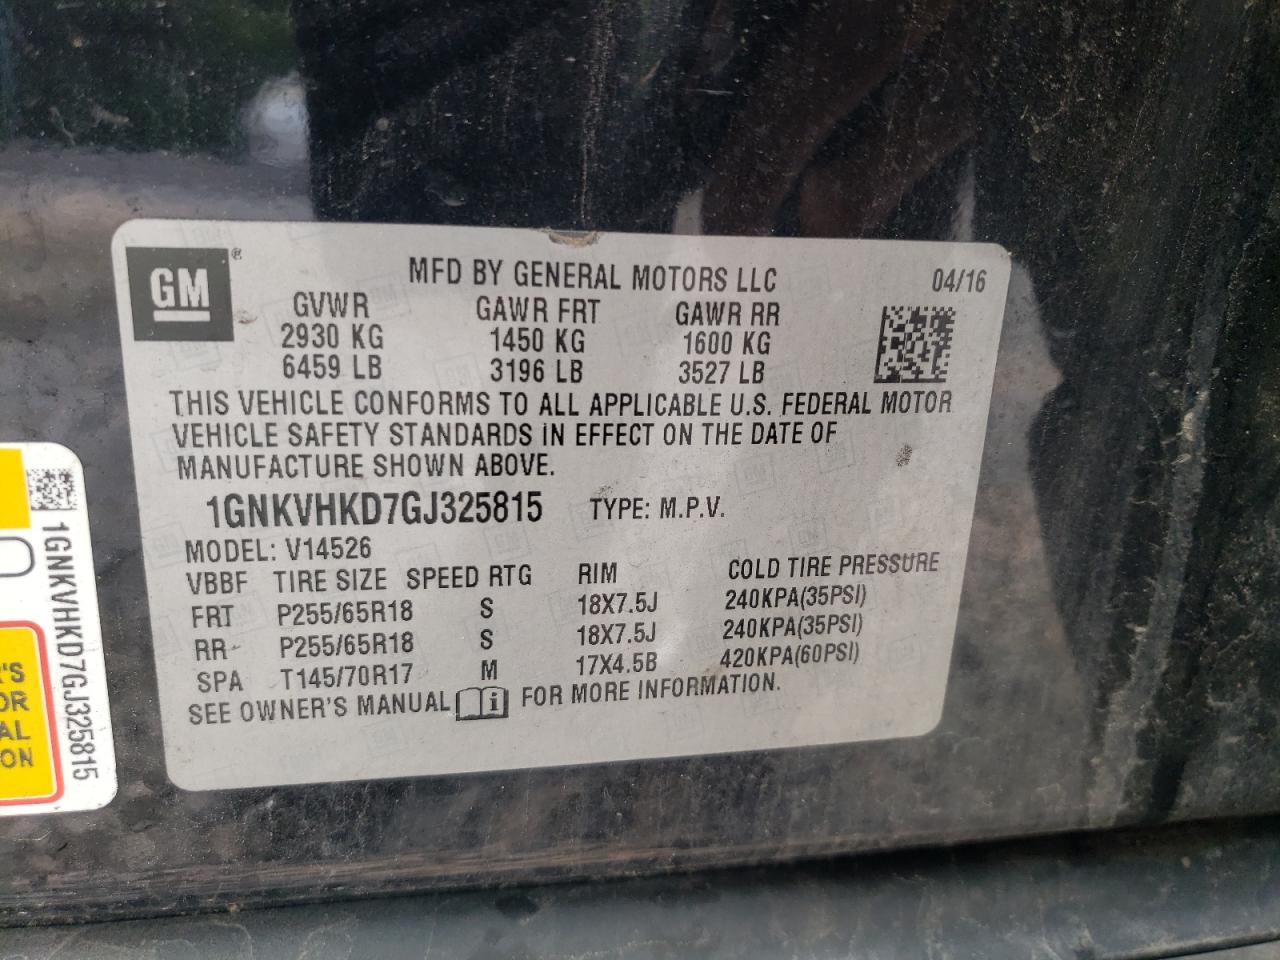 GM®
MFD BY GENERAL MOTORS LLC 04/16
GVWR GAWR FRT GAWR RR
2930 KG 1450 KG 1600 KG
6459 LB 3196 LB 3527 LB
THIS VEHICLE CONFORMS TO ALL APPLICABLE U.S. FEDERAL MOTOR
VEHICLE SAFETY STANDARDS IN EFFECT ON THE DATE OF
MANUFACTURE SHOWN ABOVE.
1GNKVHKD7GJ325815 TYPE: M.P.V.
MODEL: V14526
VBBF TIRE SIZE SPEED RTG RIM COLD TIRE PRESSURE
FRT P255/65R18 S 18X7.5J 240KPA(35PSI)
RR P255/65R18 S 18X7.5J 240KPA(35PSI)
SPA T145/70R17 M 17X4.5B 420KPA(60PSI)
SEE OWNER'S MANUAL i FOR MORE INFORMATION.
1GNKVHKD7GJ325815
'S
OR
AL
ON